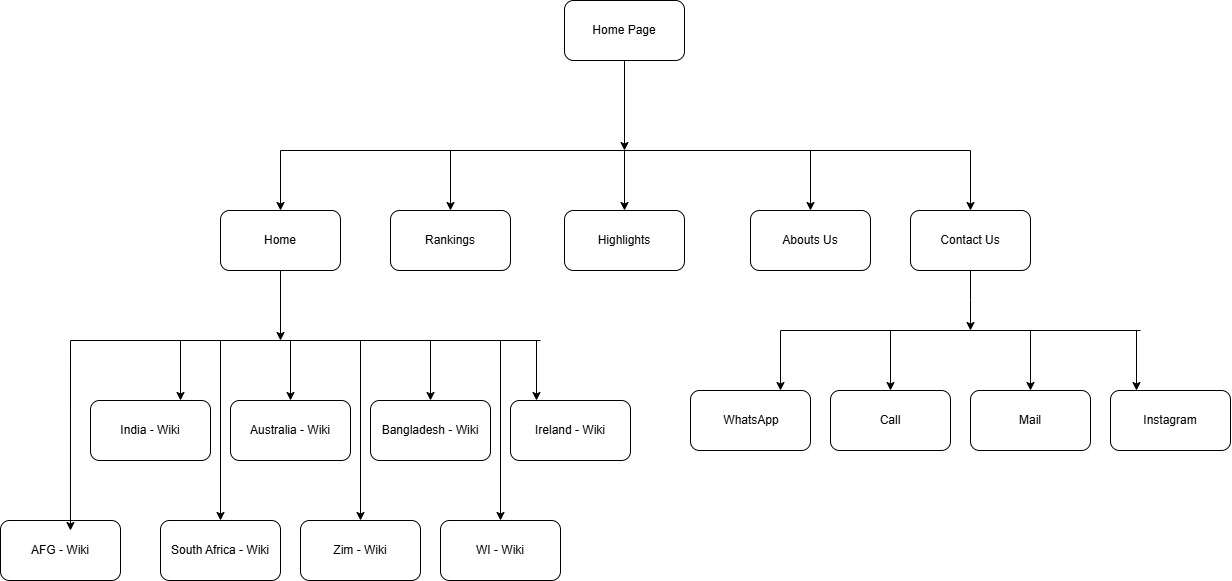 Home Page
Home
Rankings
Highlights
Abouts Us
Contact Us
India - Wiki
Australia - Wiki
Bangladesh - Wiki
Ireland - Wiki
WhatsApp
Call
Mail
Instagram
AFG - Wiki
South Africa - Wiki
Zim - Wiki
WI - Wiki